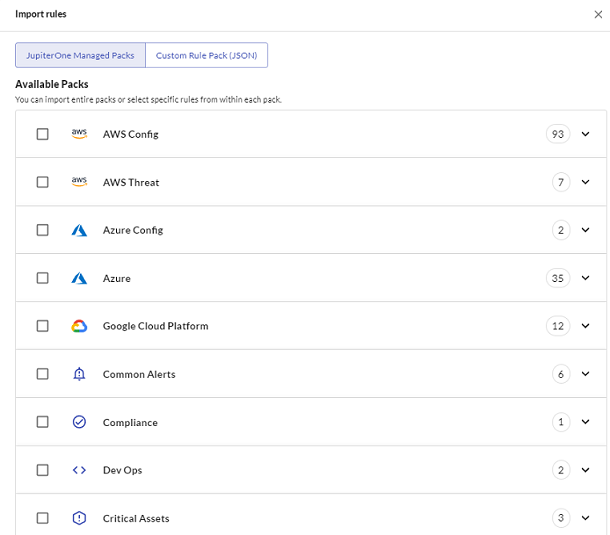 Import rules
JupiterOne Managed Packs
Custom Rule Pack (JSON)
Available Packs
You can import entire packs or select specific rules from within each pack.
aws AWS Config 93
aws AWS Threat 7
Azure Config 2
Azure 35
Google Cloud Platform 12
Common Alerts 6
Compliance 1
Dev Ops 2
Critical Assets 3